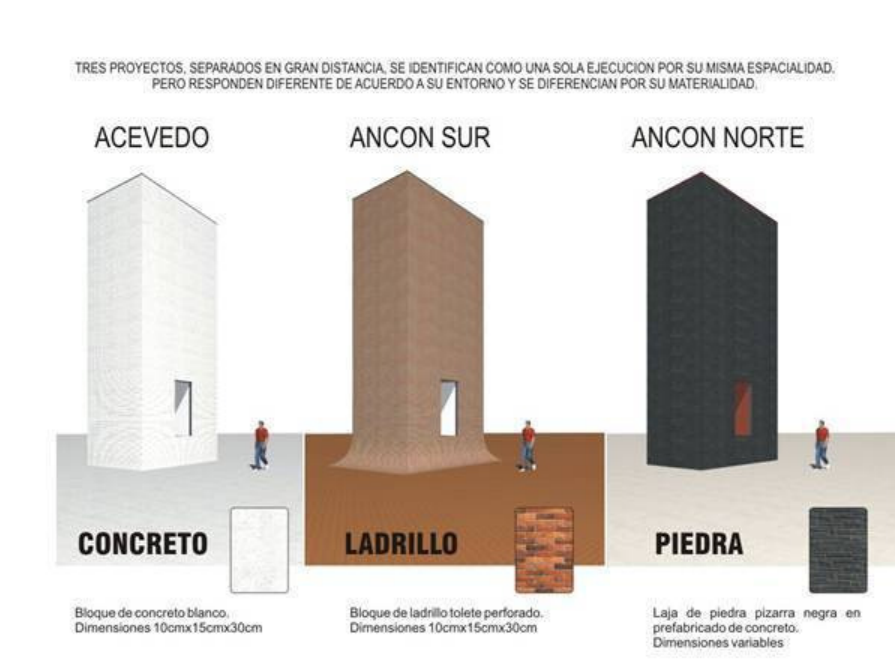 TRES PROYECTOS, SEPARADOS EN GRAN DISTANCIA, SE IDENTIFICAN COMO UNA SOLA EJECUCION POR SU MISMA ESPACIALIDAD.
PERO RESPONDEN DIFERENTE DE ACUERDO A SU ENTORNO Y SE DIFERENCIAN POR SU MATERIALIDAD.
ACEVEDO
ANCON SUR
ANCON NORTE
CONCRETO
LADRILLO
PIEDRA
Bloque de concreto blanco.
Dimensiones 10cmx15cmx30cm
Bloque de ladrillo tolete perforado.
Dimensiones 10cmx15cmx30cm
Laja de piedra pizarra negra en
prefabricado de concreto.
Dimensiones variables